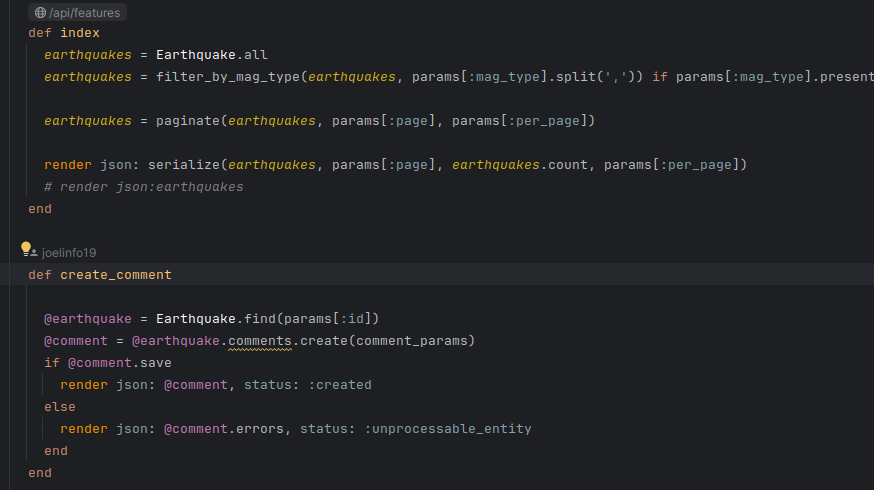 /api/features
def index
earthquakes = Earthquake.all
earthquakes = filter_by_mag_type(earthquakes, params[:mag_type].split(',')) if params[:mag_type].present
earthquakes = paginate(earthquakes, params[:page], params[:per_page])
render json: serialize(earthquakes, params[:page], earthquakes.count, params[:per_page])
# render json:earthquakes
end
joelinfo19
def create_comment
@earthquake = Earthquake.find(params[:id])
@comment = @earthquake.comments.create(comment_params)
if @comment.save
render json: @comment, status: :created
else
render json: @comment.errors, status: :unprocessable_entity
end
end